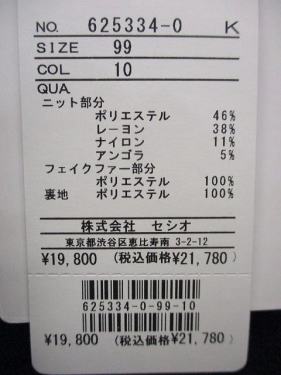 NO. 625334-0 K
SIZE 99
COL 10
QUA.
ニット部分
ポリエステル 46%
レーヨン 38%
ナイロン 11%
アンゴラ 5%
フェイクファー部分
ポリエステル 100%
裏地 ポリエステル 100%
株式会社 セシオ
東京都渋谷区恵比寿南 3-2-12
¥19,800 (税込価格¥21,780)
625334-0-99-10
¥19,800 (税込価格¥21,780)